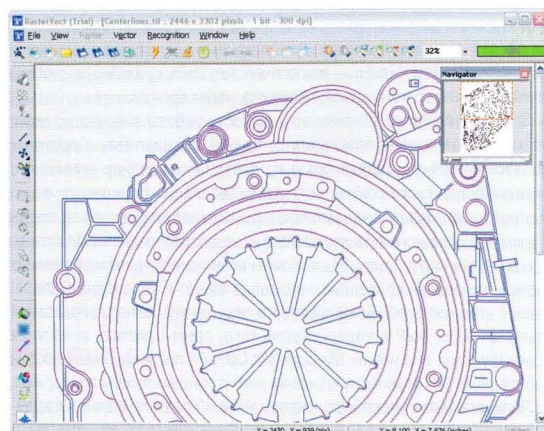 RasterVect (Trial) - [Centerlines.tif : 2446 x 3302 pixels - 1 bit - 300 dpi]
File View Raster Vector Recognition Window Help
32%
Navigator
X = 2430, Y = 939 (pix)
X = 8.100, Y = 7.876 (inches)